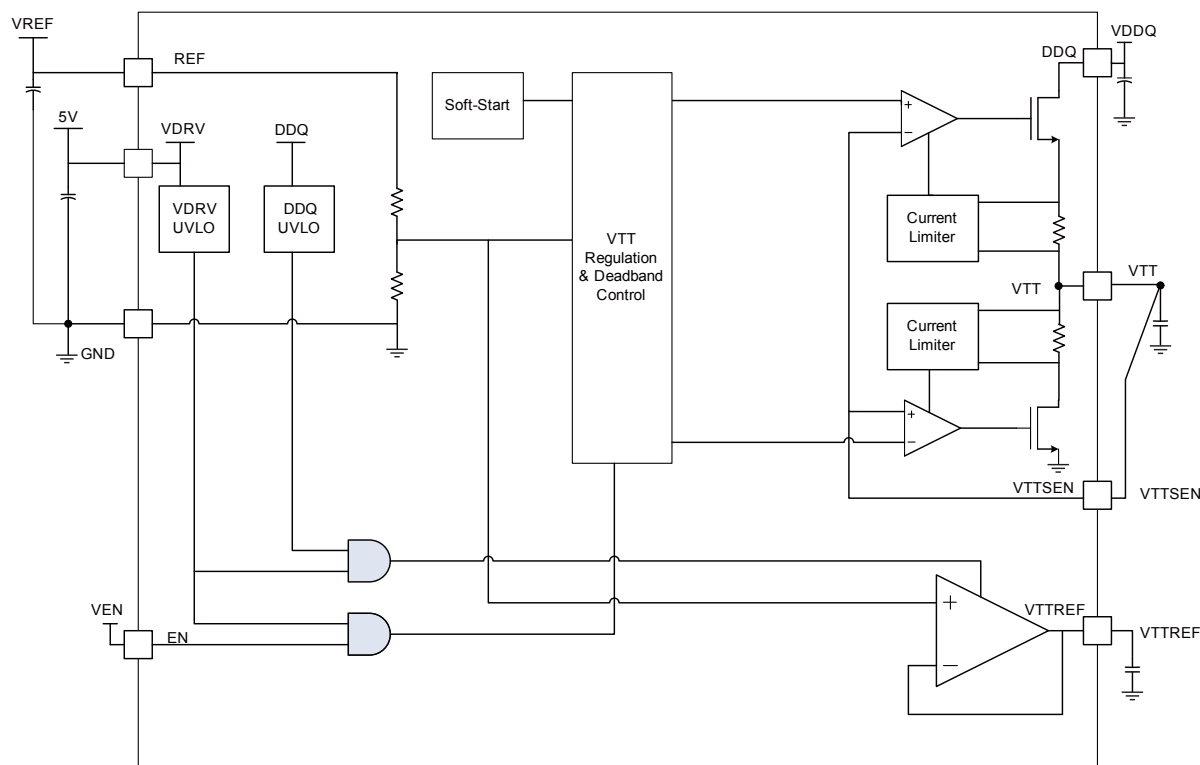 VREF
REF
5V
VDRV
DDQ
VDRV
UVLO
DDQ
UVLO
GND
Soft-Start
VTT
Regulation
& Deadband
Control
DDQ
VDDQ
+
−
Current
Limiter
VTT
VTT
Current
Limiter
+
−
VTTSEN
VTTSEN
VEN
EN
+
−
VTTREF
VTTREF